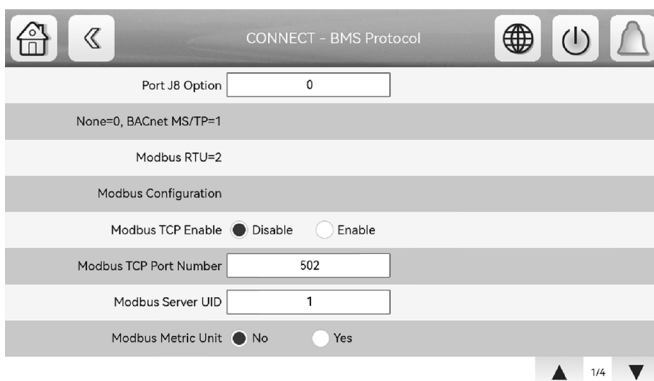 CONNECT - BMS Protocol
Port J8 Option 0
None=0, BACnet MS/TP=1
Modbus RTU=2
Modbus Configuration
Modbus TCP Enable Disable Enable
Modbus TCP Port Number 502
Modbus Server UID 1
Modbus Metric Unit No Yes
1/4